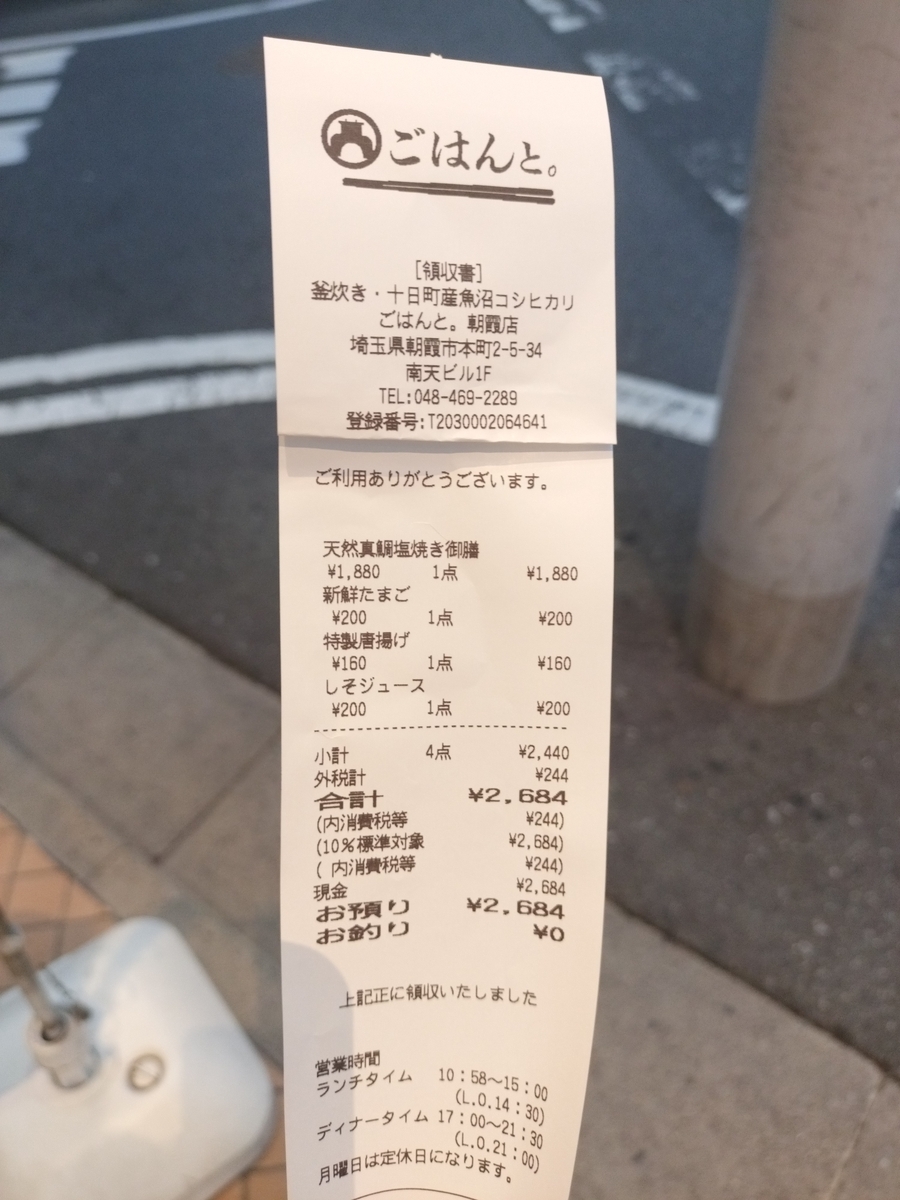 ごはんと。
[領収書]
釜炊き・十日町産魚沼コシヒカリ
ごはんと。朝霞店
埼玉県朝霞市本町2-5-34
南天ビル1F
TEL:048-469-2289
登録番号:T2030002064641
ご利用ありがとうございます。
天然真鯛塩焼き御膳
¥1,880 1点 ¥1,880
新鮮たまご
¥200 1点 ¥200
特製唐揚げ
¥160 1点 ¥160
しそジュース
¥200 1点 ¥200
小計 4点 ¥2,440
外税計 ¥244
合計 ¥2,684
(内消費税等 ¥244)
(10%標準対象 ¥2,684)
( 内消費税等 ¥244)
現金 ¥2,684
お預り ¥2,684
お釣り ¥0
上記正に領収いたしました
営業時間
ランチタイム 10:58〜15:00
(L.O.14:30)
ディナータイム 17:00〜21:30
(L.O.21:00)
月曜日は定休日になります。